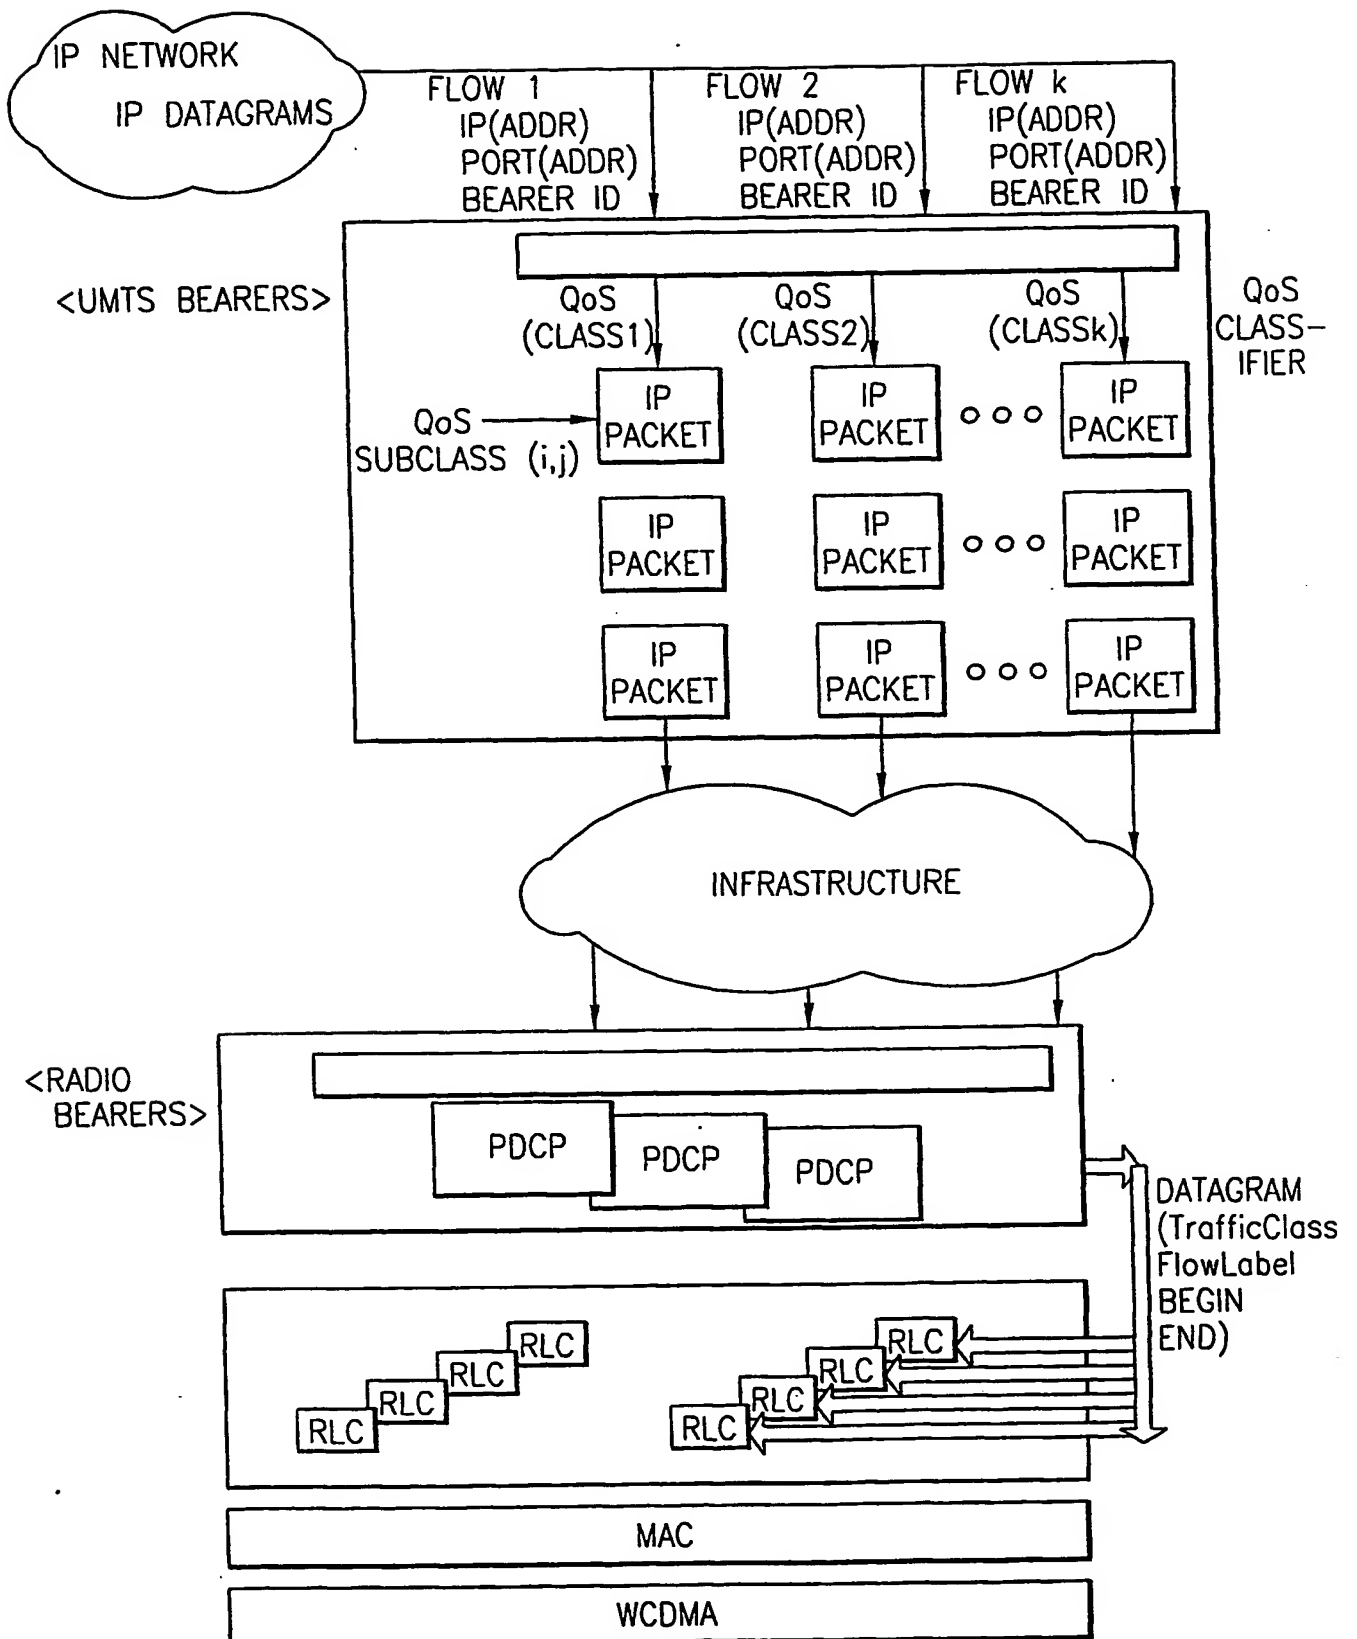 IP NETWORK
IP DATAGRAMS
FLOW 1
IP(ADDR)
PORT(ADDR)
BEARER ID
FLOW 2
IP(ADDR)
PORT(ADDR)
BEARER ID
FLOW k
IP(ADDR)
PORT(ADDR)
BEARER ID
<UMTS BEARERS>
QoS
(CLASS1)
QoS
(CLASS2)
QoS
(CLASSk)
QoS
CLASS-
IFIER
QoS
SUBCLASS (i,j)
IP
PACKET
IP
PACKET
IP
PACKET
IP
PACKET
IP
PACKET
IP
PACKET
IP
PACKET
IP
PACKET
IP
PACKET
INFRASTRUCTURE
<RADIO
BEARERS>
PDCP
PDCP
PDCP
DATAGRAM
(TrafficClass
FlowLabel
BEGIN
END)
RLC
RLC
RLC
RLC
RLC
RLC
RLC
RLC
MAC
WCDMA